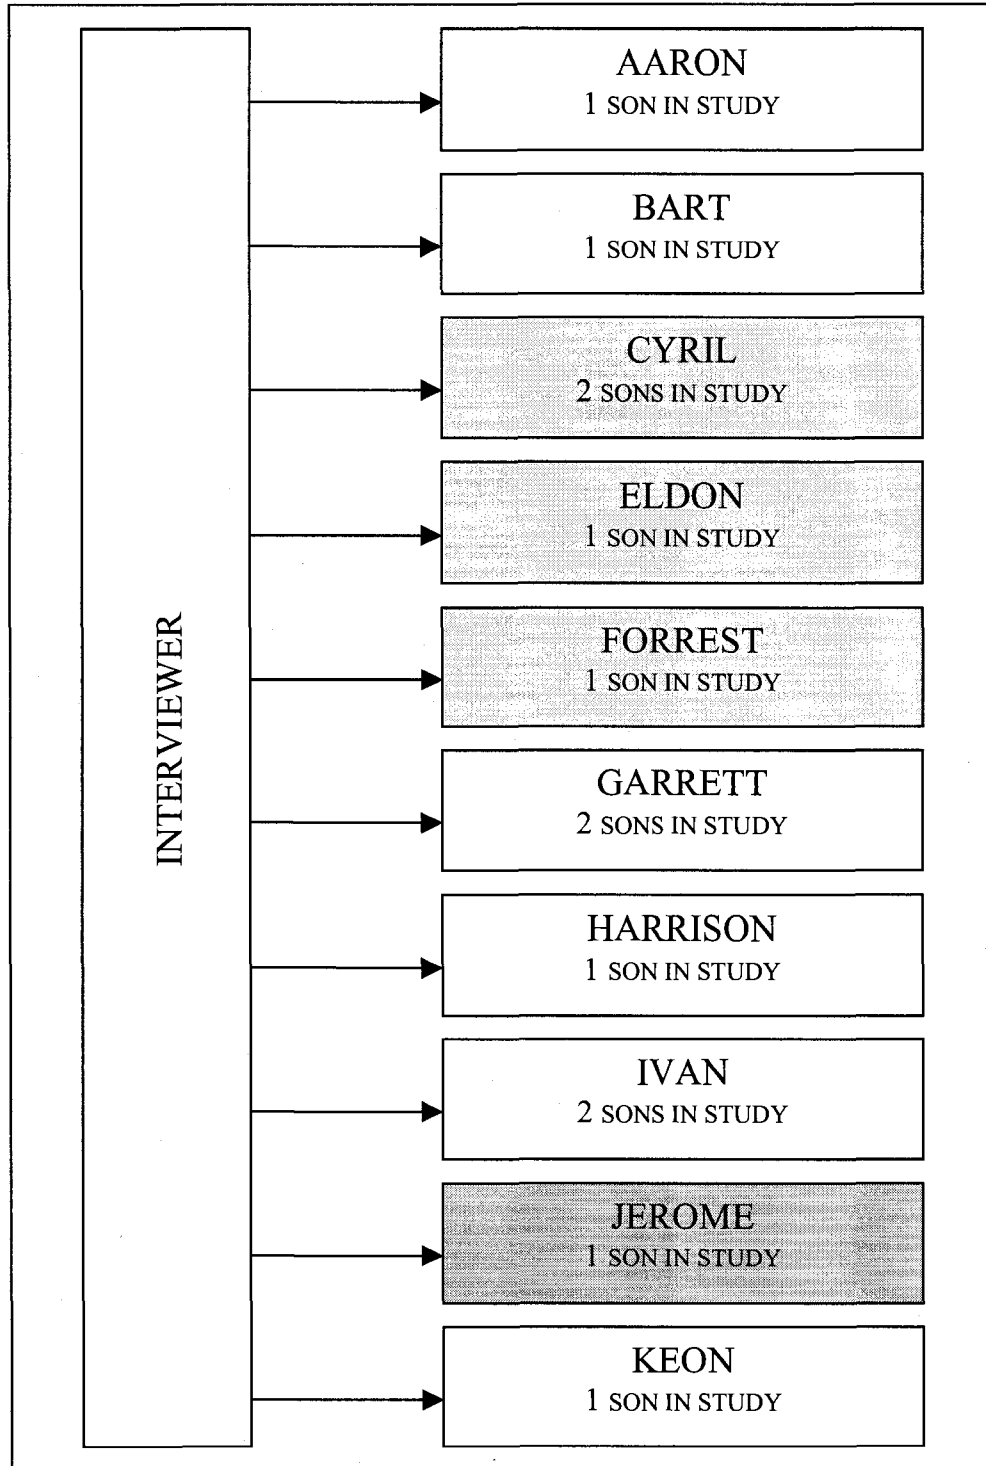 INTERVIEWER
AARON
1 SON IN STUDY
BART
1 SON IN STUDY
CYRIL
2 SONS IN STUDY
ELDON
1 SON IN STUDY
FORREST
1 SON IN STUDY
GARRETT
2 SONS IN STUDY
HARRISON
1 SON IN STUDY
IVAN
2 SONS IN STUDY
JEROME
1 SON IN STUDY
KEON
1 SON IN STUDY